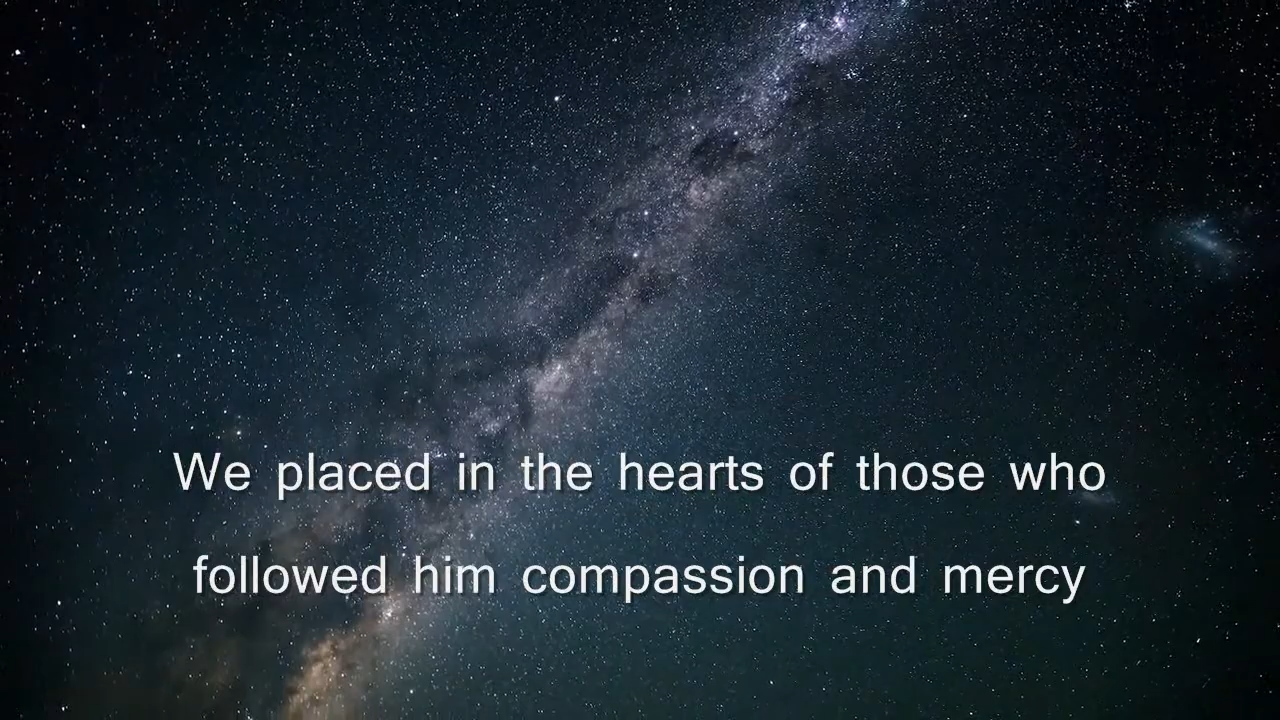 We placed in the hearts of those who
followed him compassion and mercy